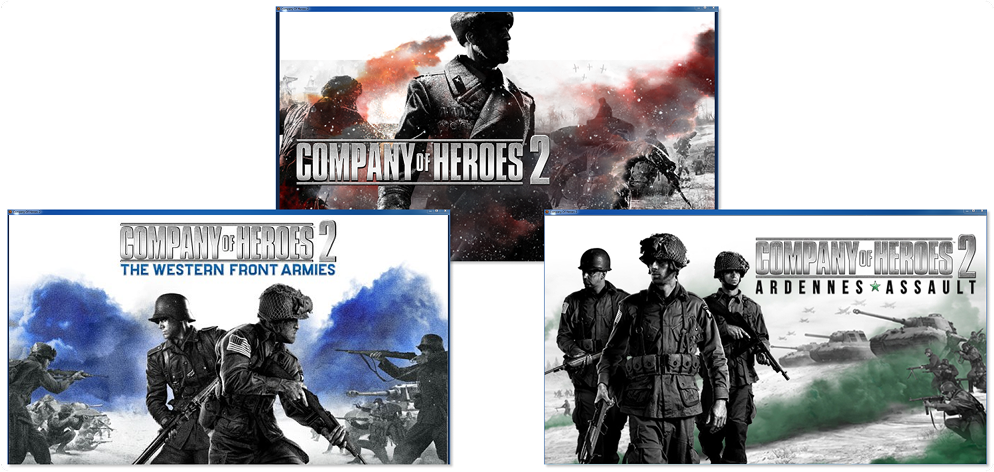 COMPANY OF HEROES 2
COMPANY OF HEROES 2
THE WESTERN FRONT ARMIES
COMPANY OF HEROES 2
ARDENNES ASSAULT